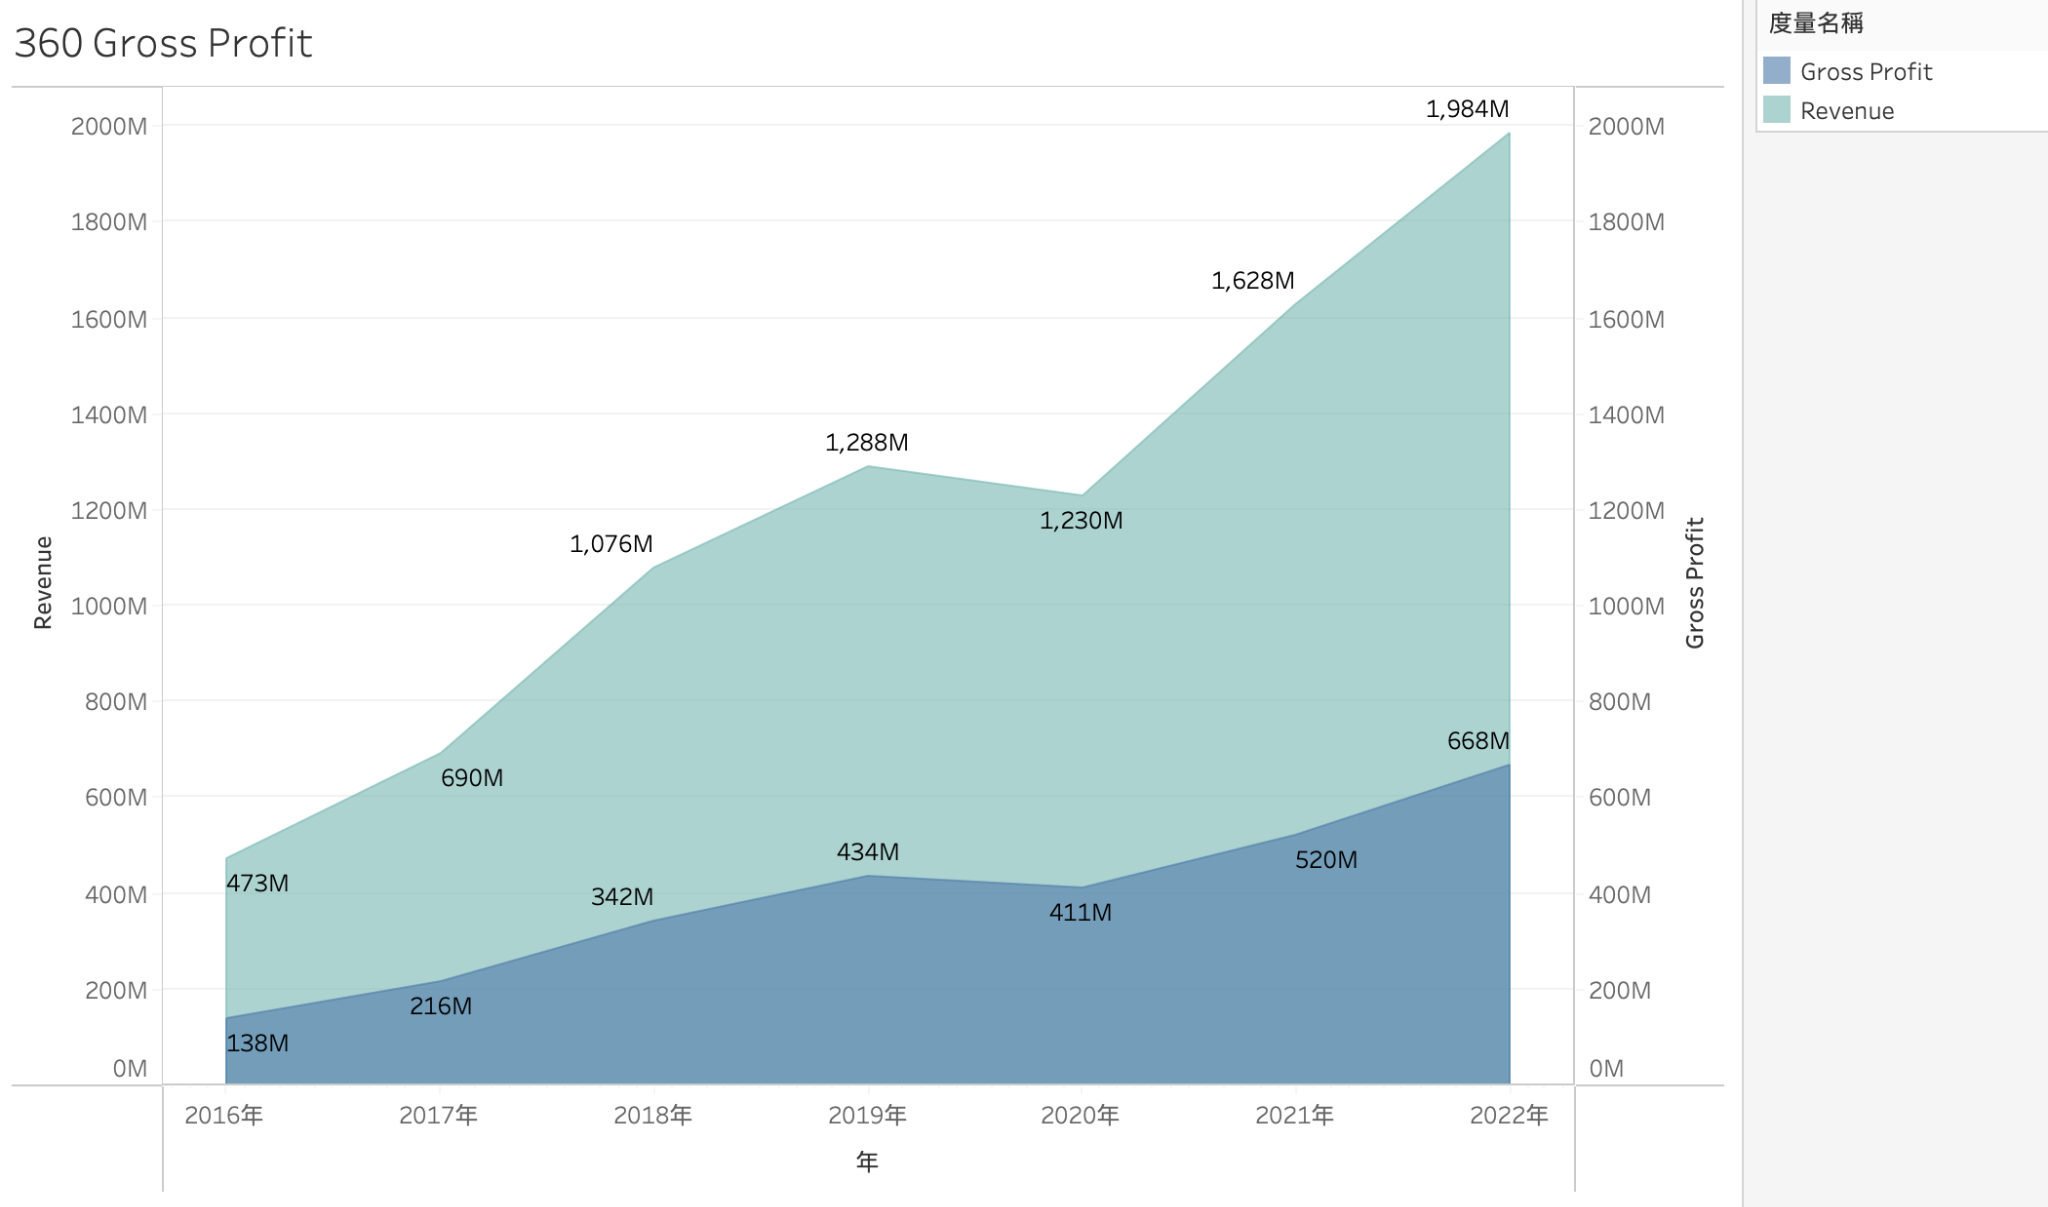 360 Gross Profit
度量名稱
Gross Profit
Revenue
2000M
1800M
1600M
1400M
1200M
1000M
800M
600M
400M
200M
0M
Revenue
1,984M
1,628M
1,288M
1,230M
1,076M
690M
473M
668M
520M
434M
411M
342M
216M
138M
2000M
1800M
1600M
1400M
1200M
1000M
800M
600M
400M
200M
0M
Gross Profit
2016年 2017年 2018年 2019年 2020年 2021年 2022年
年